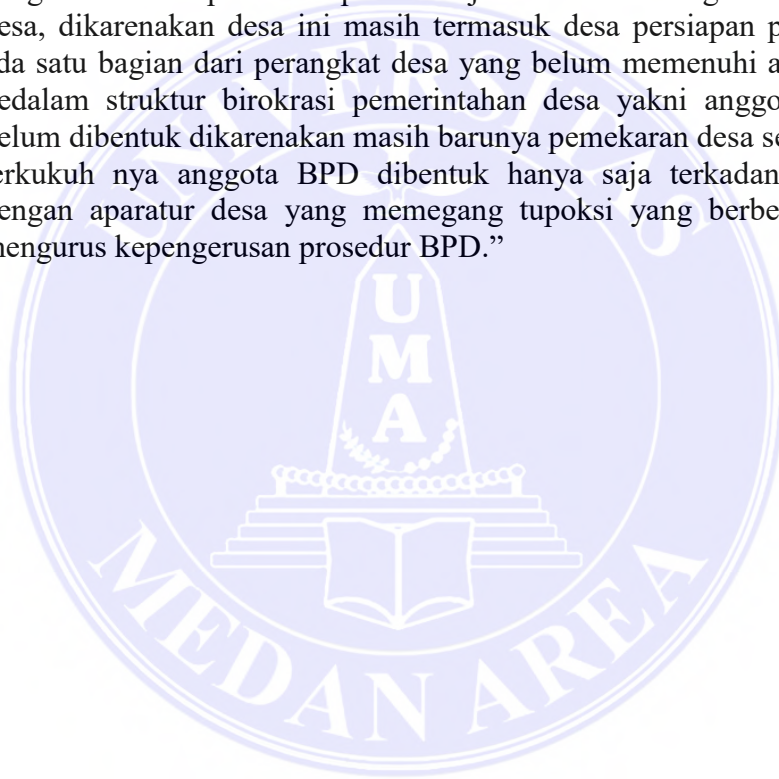 esa, dikarenakan desa ini masih termasuk desa persiapan p
da satu bagian dari perangkat desa yang belum memenuhi a
edalam struktur birokrasi pemerintahan desa yakni anggo
elum dibentuk dikarenakan masih barunya pemekaran desa se
erkukuh nya anggota BPD dibentuk hanya saja terkadan
engan aparatur desa yang memegang tupoksi yang berbe
mengurus kepengerusan prosedur BPD.”
UNIVERSITAS
U
M
A
MEDAN AREA